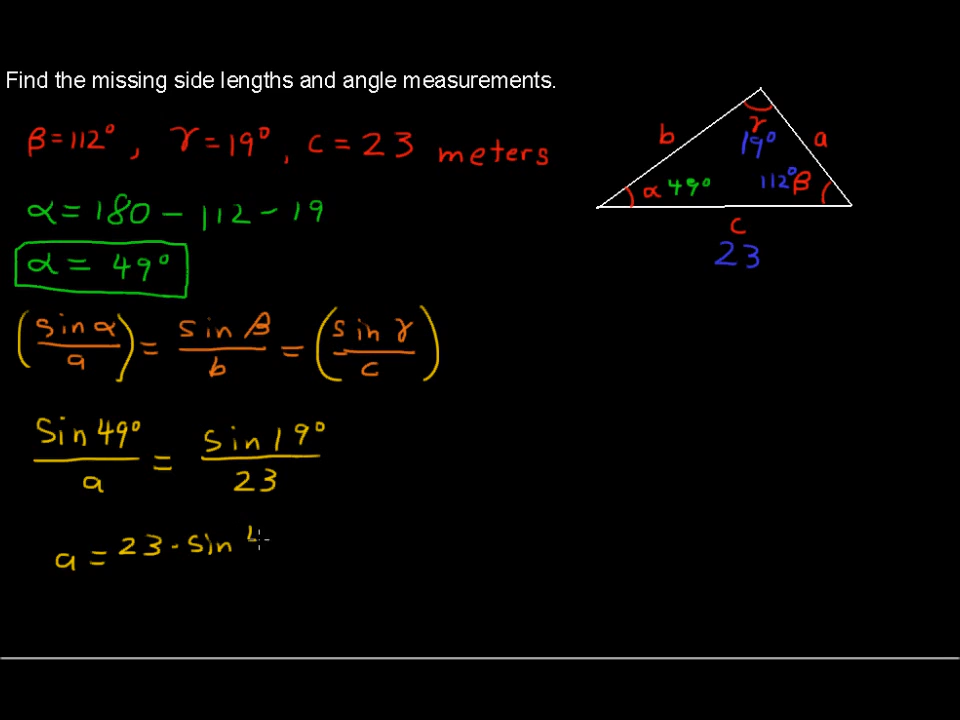 Find the missing side lengths and angle measurements.
β=112°, γ=19°, c=23 meters
α=180-112-19
α=49°
(sin α/a)=sin β/b=(sin γ/c)
sin 49°/a=sin 19°/23
a=23·sin 4
γ
19°
b
a
α 49°
112° β
c
23